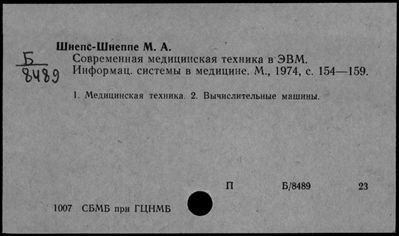 Шнепс-Шнеппе М. А.
Б
8489
Современная медицинская техника в ЭВМ.
Информац. системы в медицине. М., 1974, с. 154—159.
1. Медицинская техника. 2. Вычислительные машины.
П Б/8489 23
1007 СБМБ при ГЦНМБ